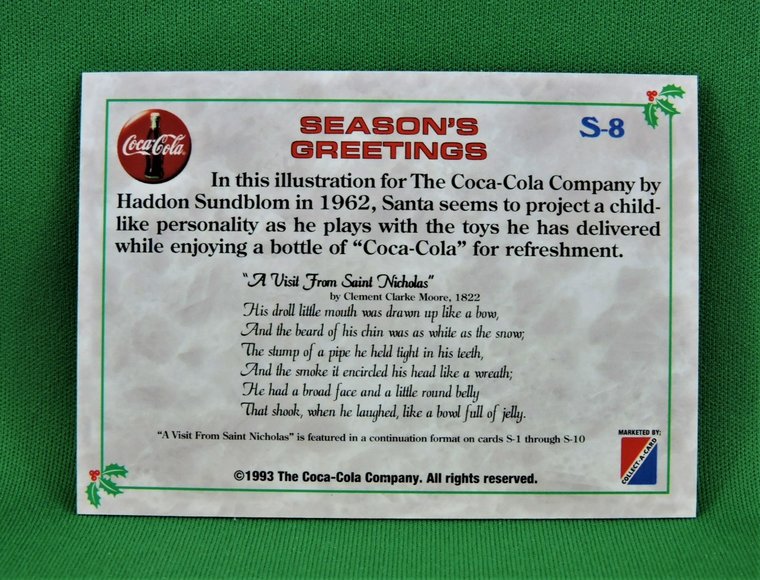 Coca-Cola
SEASON'S
GREETINGS
S-8
In this illustration for The Coca-Cola Company by
Haddon Sundblom in 1962, Santa seems to project a child-
like personality as he plays with the toys he has delivered
while enjoying a bottle of “Coca-Cola” for refreshment.
“A Visit From Saint Nicholas”
by Clement Clarke Moore, 1822
His droll little mouth was drawn up like a bow,
And the beard of his chin was as white as the snow;
The stump of a pipe he held tight in his teeth,
And the smoke it encircled his head like a wreath;
He had a broad face and a little round belly
That shook, when he laughed, like a bowl full of jelly.
“A Visit From Saint Nicholas” is featured in a continuation format on cards S-1 through S-10
MARKETED BY:
COLLECT-A-CARD
©1993 The Coca-Cola Company. All rights reserved.